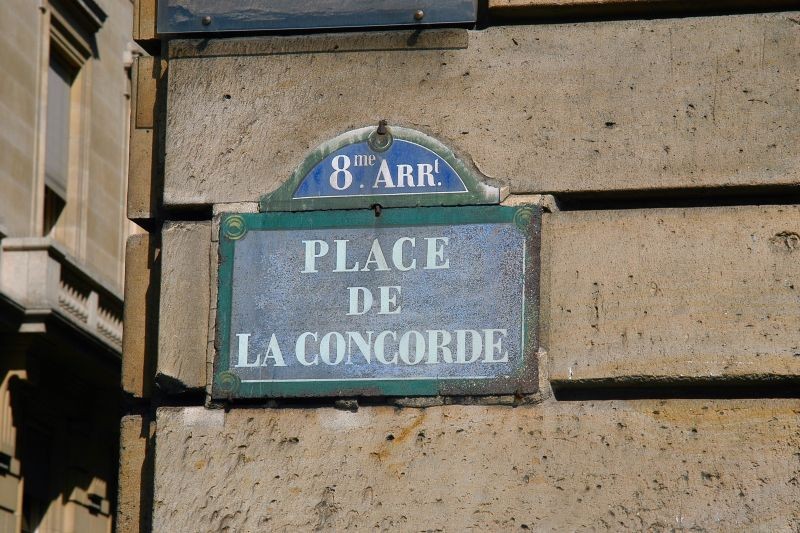 8me. ARRt.
PLACE
DE
LA CONCORDE